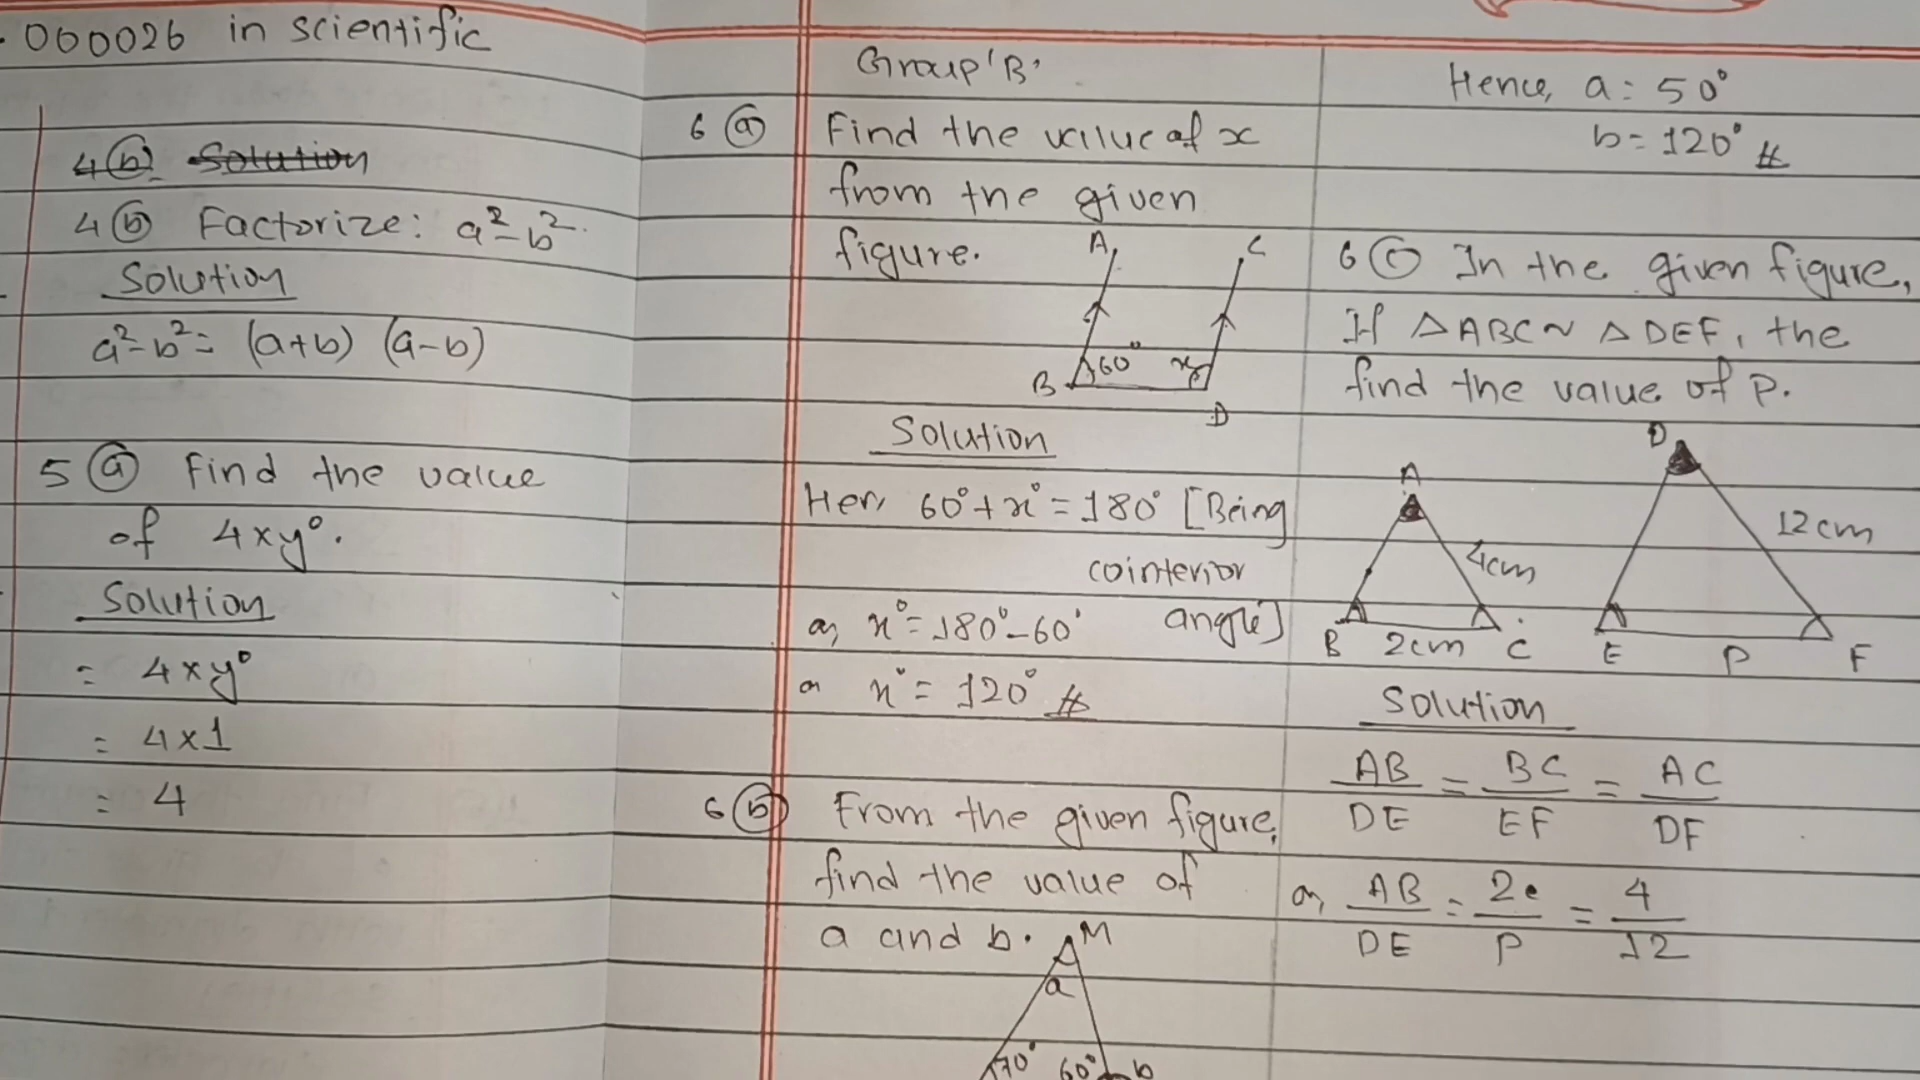 .000026 in scientific
4(b) Solution
4(b) Factorize: a²-b²
Solution
a²-b² = (a+b) (a-b)
5(a) Find the value
of 4xy°.
Solution
= 4xy°
= 4x1
= 4
Group 'B'
6(a) Find the value of x
from the given
figure.
A C
60° x
B D
Solution
Her, 60°+x°=180° [Being
cointerior
angle]
or, x°=180°-60°
or x°= 120°
6(b) From the given figure,
find the value of
a and b.
M
a
70° 60° b
Hence, a = 50°
b = 120°
6(c) In the given figure,
If △ABC ~ △DEF, the
find the value of P.
A D
4cm 12cm
B 2cm C E P F
Solution
AB/DE = BC/EF = AC/DF
or, AB/DE = 2/P = 4/12